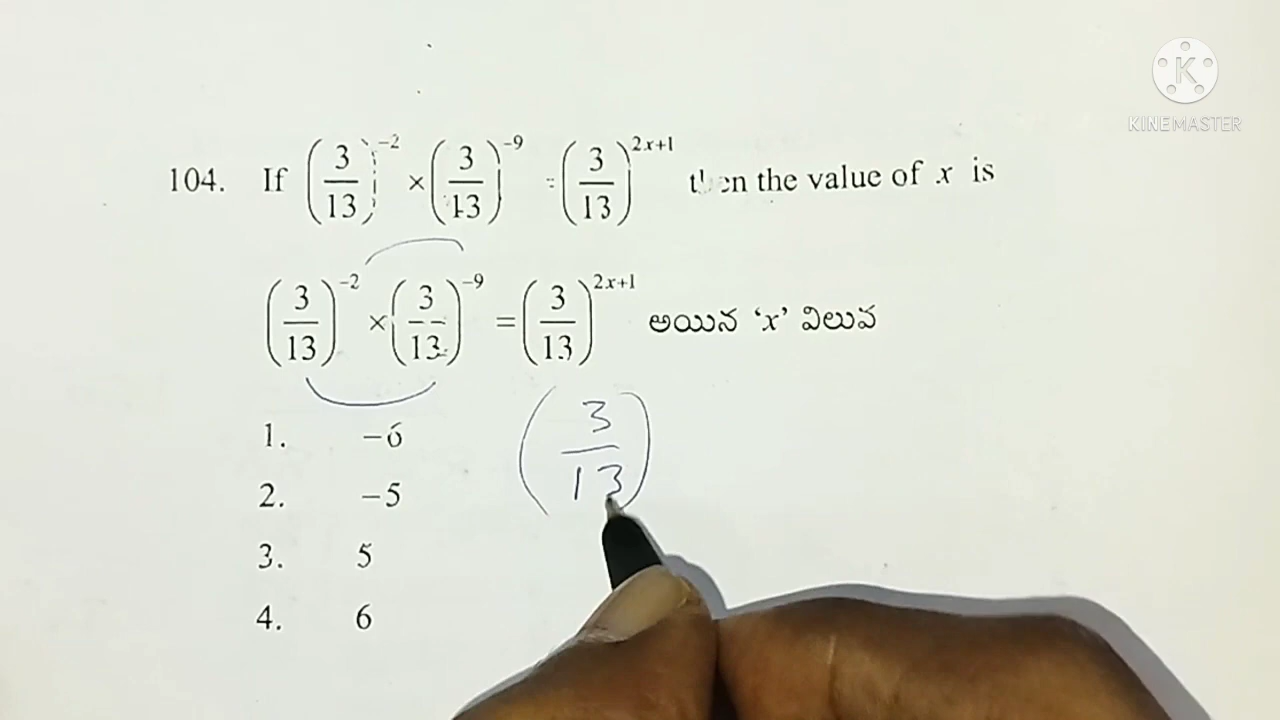 K
KINEMASTER
104. If (3/13)^-2 × (3/13)^-9 = (3/13)^2x+1 then the value of x is
(3/13)^-2 × (3/13)^-9 = (3/13)^2x+1 అయిన ‘x’ విలువ
(3/13)
1. -6
2. -5
3. 5
4. 6